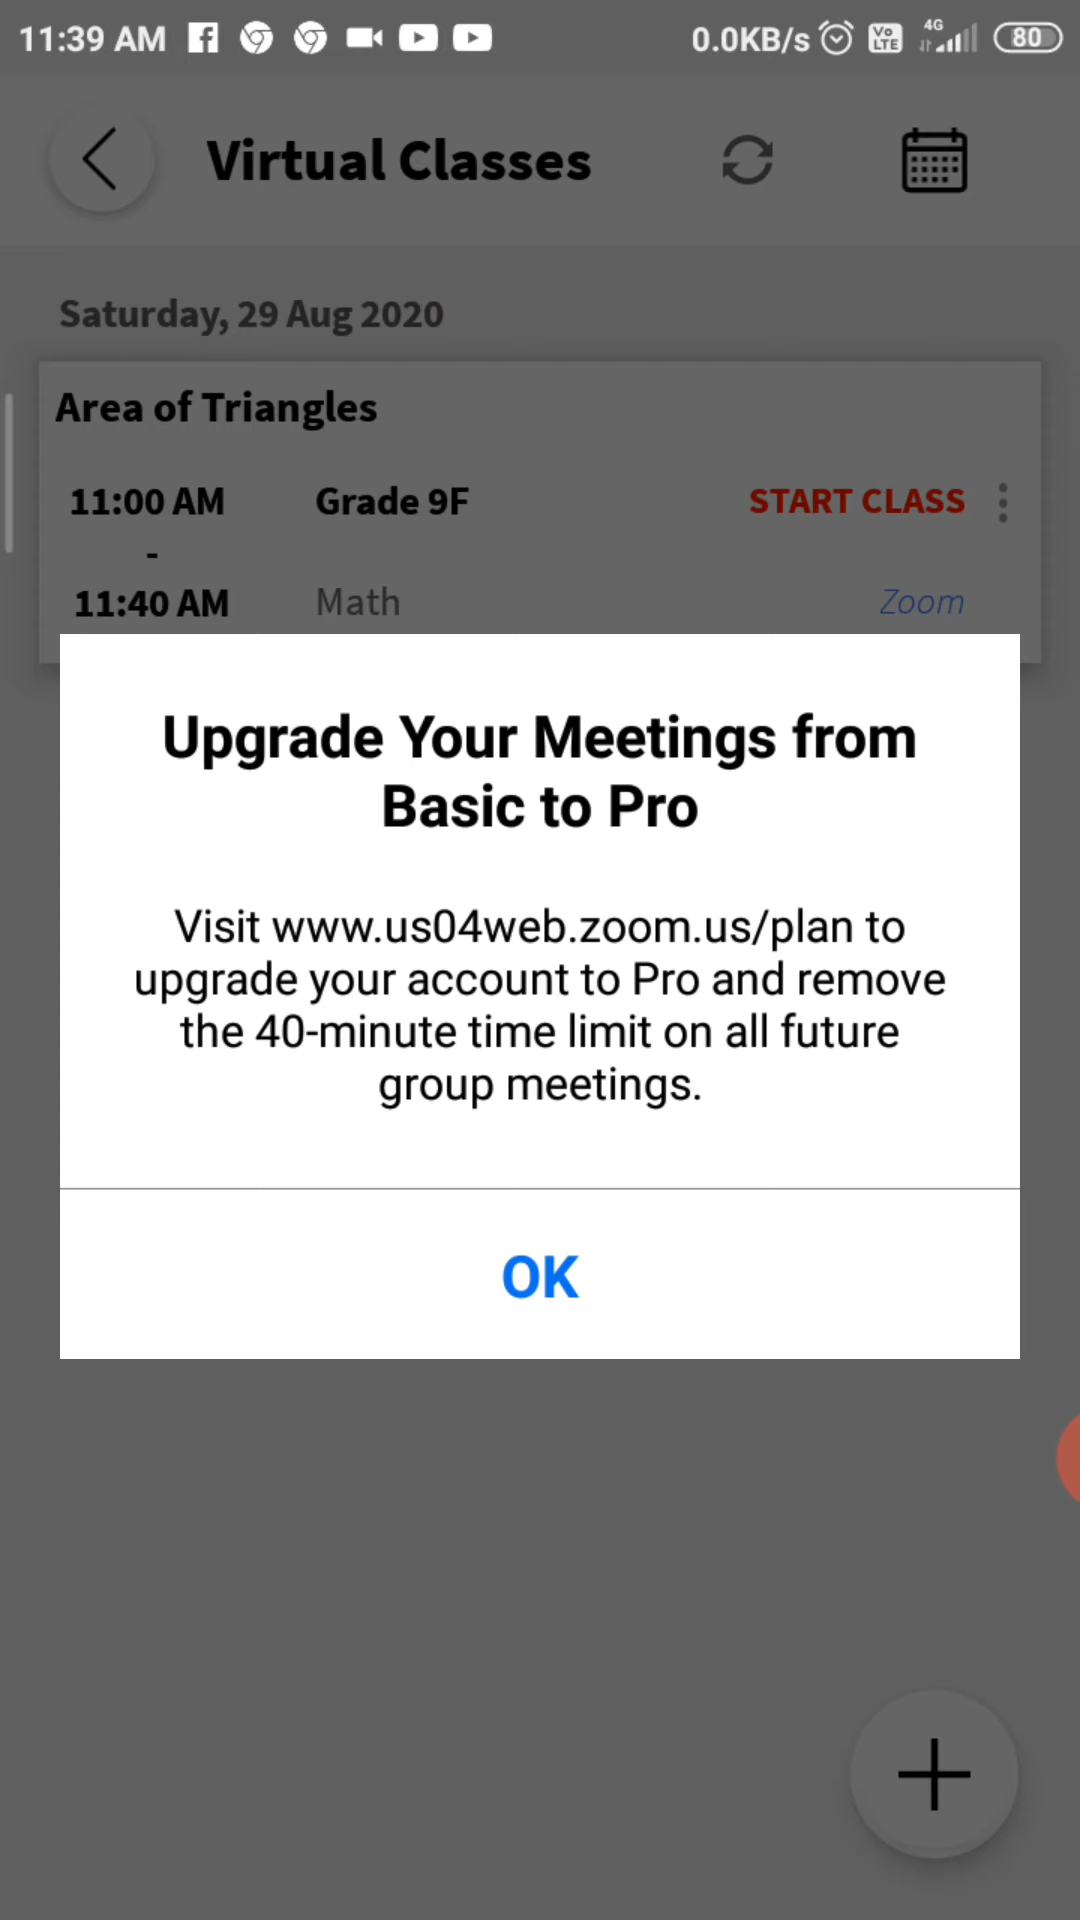 11:39 AM 0.0KB/s Vo LTE 4G 80
Virtual Classes
Saturday, 29 Aug 2020
Area of Triangles
11:00 AM Grade 9F START CLASS
-
11:40 AM Math Zoom
Upgrade Your Meetings from
Basic to Pro
Visit www.us04web.zoom.us/plan to
upgrade your account to Pro and remove
the 40-minute time limit on all future
group meetings.
OK